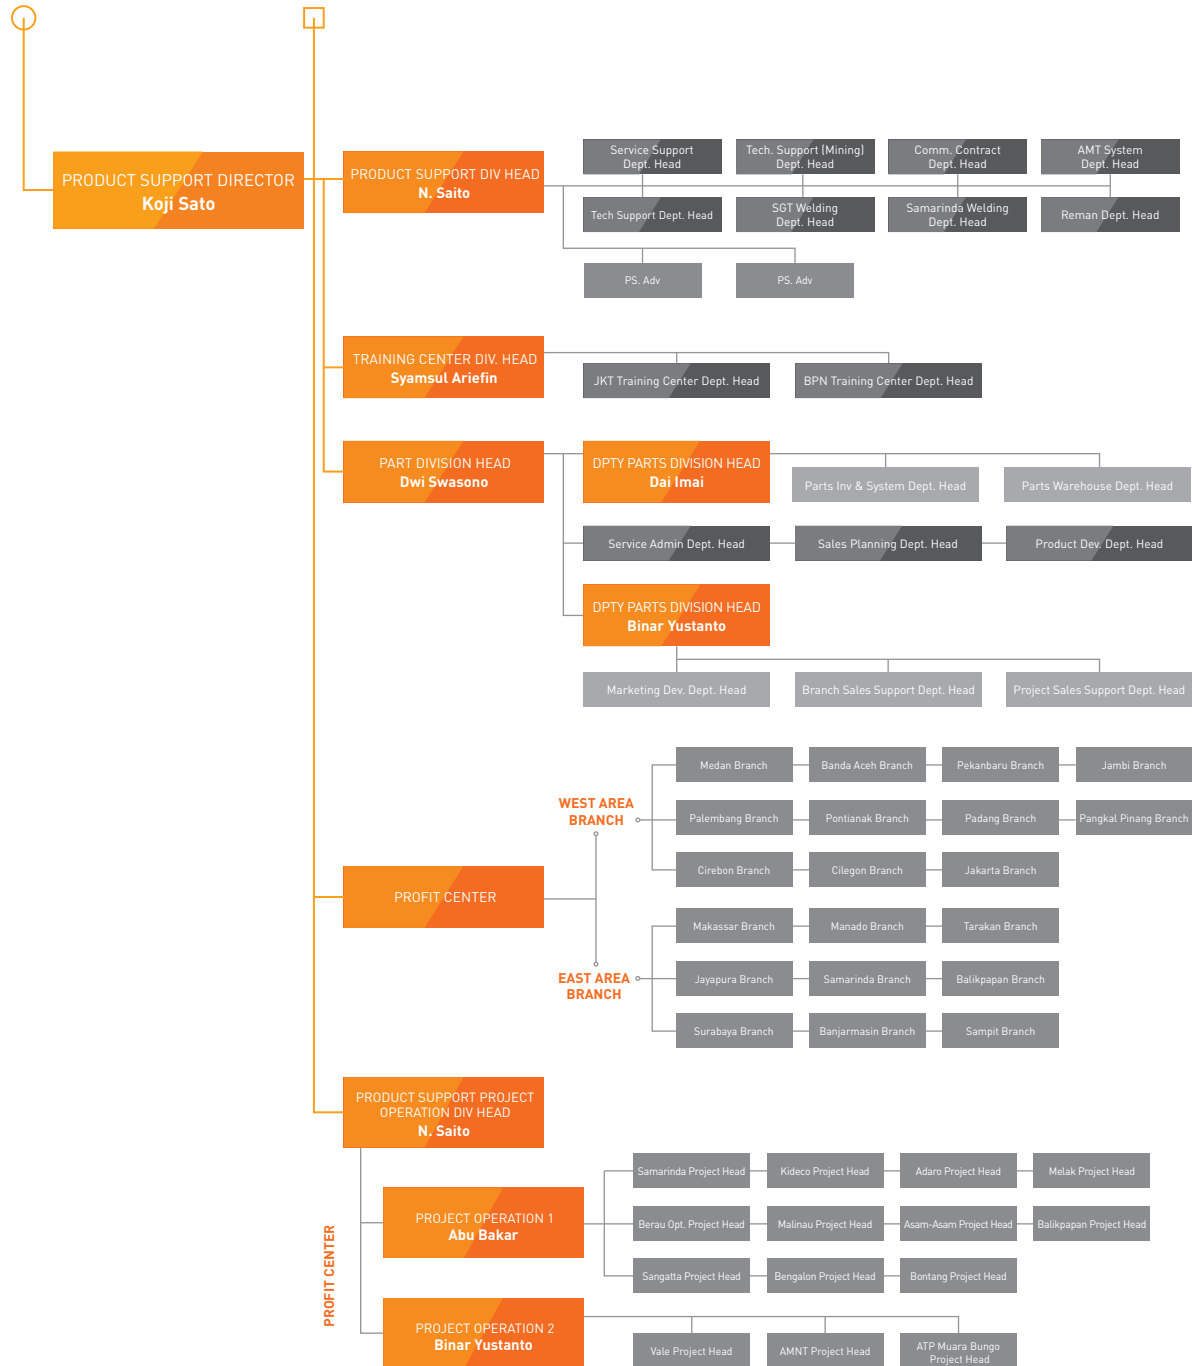 PRODUCT SUPPORT DIRECTOR
Koji Sato
PRODUCT SUPPORT DIV HEAD
N. Saito
Service Support
Dept. Head
Tech. Support (Mining)
Dept. Head
Comm. Contract
Dept. Head
AMT System
Dept. Head
Tech Support Dept. Head
SGT Welding
Dept. Head
Samarinda Welding
Dept. Head
Reman Dept. Head
PS. Adv
PS. Adv
TRAINING CENTER DIV. HEAD
Syamsul Ariefin
JKT Training Center Dept. Head
BPN Training Center Dept. Head
PART DIVISION HEAD
Dwi Swasono
DPTY PARTS DIVISION HEAD
Dai Imai
Parts Inv & System Dept. Head
Parts Warehouse Dept. Head
Service Admin Dept. Head
Sales Planning Dept. Head
Product Dev. Dept. Head
DPTY PARTS DIVISION HEAD
Binar Yustanto
Marketing Dev. Dept. Head
Branch Sales Support Dept. Head
Project Sales Support Dept. Head
PROFIT CENTER
WEST AREA
BRANCH
Medan Branch
Banda Aceh Branch
Pekanbaru Branch
Jambi Branch
Palembang Branch
Pontianak Branch
Padang Branch
Pangkal Pinang Branch
Cirebon Branch
Cilegon Branch
Jakarta Branch
EAST AREA
BRANCH
Makassar Branch
Manado Branch
Tarakan Branch
Jayapura Branch
Samarinda Branch
Balikpapan Branch
Surabaya Branch
Banjarmasin Branch
Sampit Branch
PRODUCT SUPPORT PROJECT
OPERATION DIV HEAD
N. Saito
PROFIT CENTER
PROJECT OPERATION 1
Abu Bakar
Samarinda Project Head
Kideco Project Head
Adaro Project Head
Melak Project Head
Berau Opt. Project Head
Malinau Project Head
Asam-Asam Project Head
Balikpapan Project Head
Sangatta Project Head
Bengalon Project Head
Bontang Project Head
PROJECT OPERATION 2
Binar Yustanto
Vale Project Head
AMNT Project Head
ATP Muara Bungo
Project Head